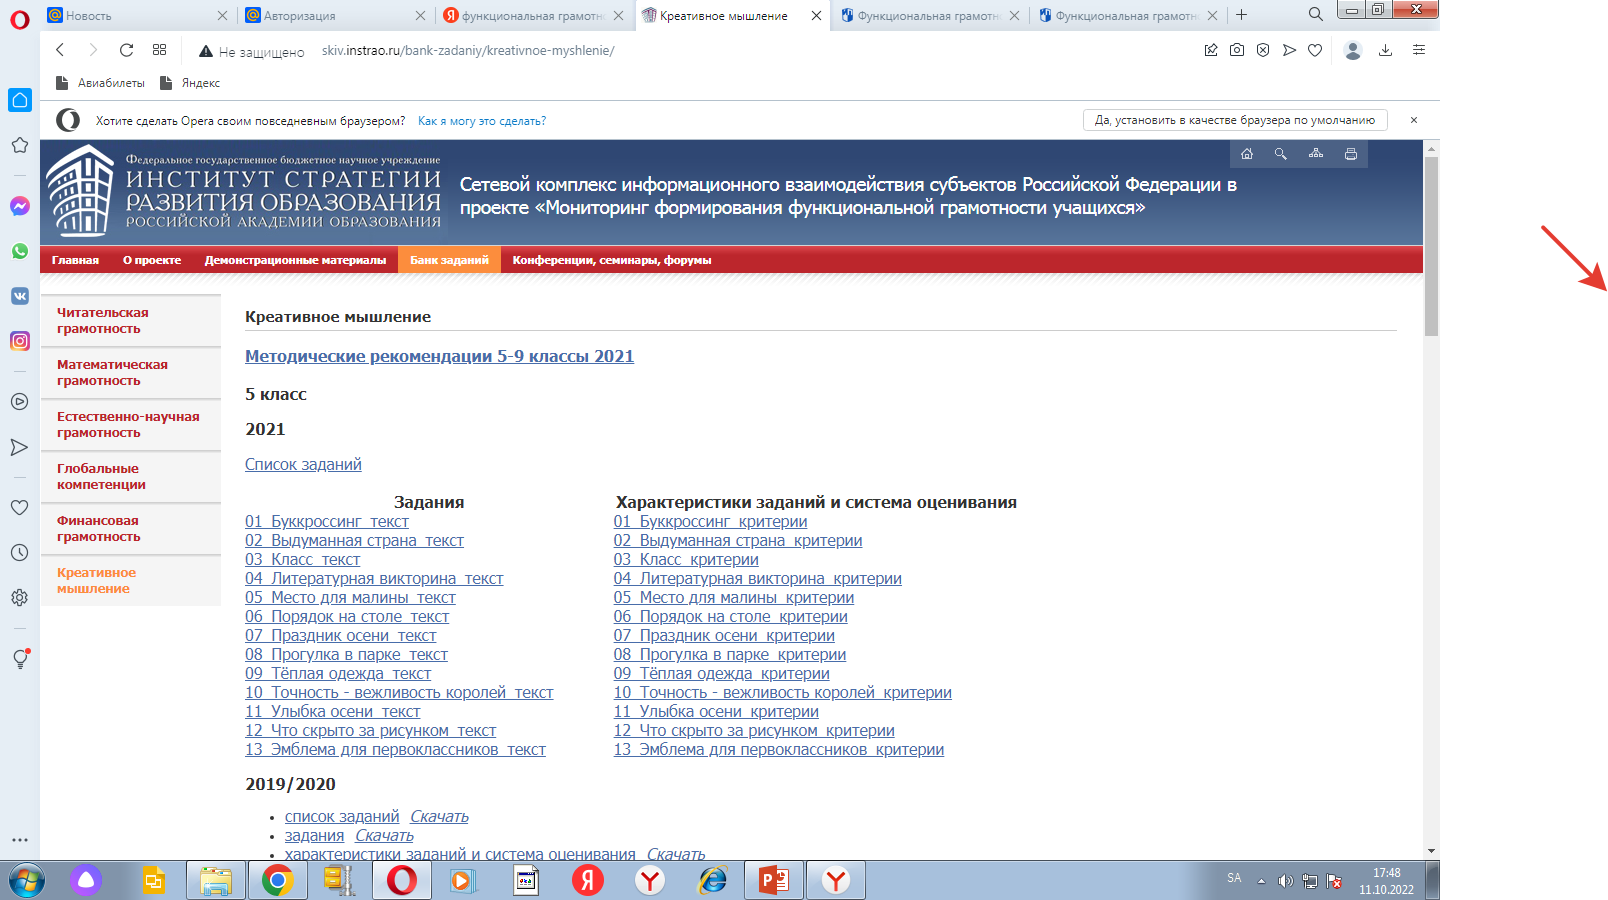 Новость
Авторизация
функциональная грамотн
Креативное мышление
Функциональная грамотн
Функциональная грамотн
Не защищено
skiv.instrao.ru/bank-zadaniy/kreativnoe-myshlenie/
Авиабилеты
Яндекс
Хотите сделать Opera своим повседневным браузером?
Как я могу это сделать?
Да, установить в качестве браузера по умолчанию
Федеральное государственное бюджетное научное учреждение
ИНСТИТУТ СТРАТЕГИИ
РАЗВИТИЯ ОБРАЗОВАНИЯ
РОССИЙСКОЙ АКАДЕМИИ ОБРАЗОВАНИЯ
Сетевой комплекс информационного взаимодействия субъектов Российской Федерации в
проекте «Мониторинг формирования функциональной грамотности учащихся»
Главная
О проекте
Демонстрационные материалы
Банк заданий
Конференции, семинары, форумы
Читательская
грамотность
Математическая
грамотность
Естественно-научная
грамотность
Глобальные
компетенции
Финансовая
грамотность
Креативное
мышление
Креативное мышление
Методические рекомендации 5-9 классы 2021
5 класс
2021
Список заданий
Задания Характеристики заданий и система оценивания
01_Буккроссинг_текст 01_Буккроссинг_критерии
02_Выдуманная страна_текст 02_Выдуманная страна_критерии
03_Класс_текст 03_Класс_критерии
04_Литературная викторина_текст 04_Литературная викторина_критерии
05_Место для малины_текст 05_Место для малины_критерии
06_Порядок на столе_текст 06_Порядок на столе_критерии
07_Праздник осени_текст 07_Праздник осени_критерии
08_Прогулка в парке_текст 08_Прогулка в парке_критерии
09_Тёплая одежда_текст 09_Тёплая одежда_критерии
10_Точность - вежливость королей_текст 10_Точность - вежливость королей_критерии
11_Улыбка осени_текст 11_Улыбка осени_критерии
12_Что скрыто за рисунком_текст 12_Что скрыто за рисунком_критерии
13_Эмблема для первоклассников_текст 13_Эмблема для первоклассников_критерии
2019/2020
• список заданий Скачать
• задания Скачать
• характеристики заданий и система оценивания Скачать
SA
17:48
11.10.2022